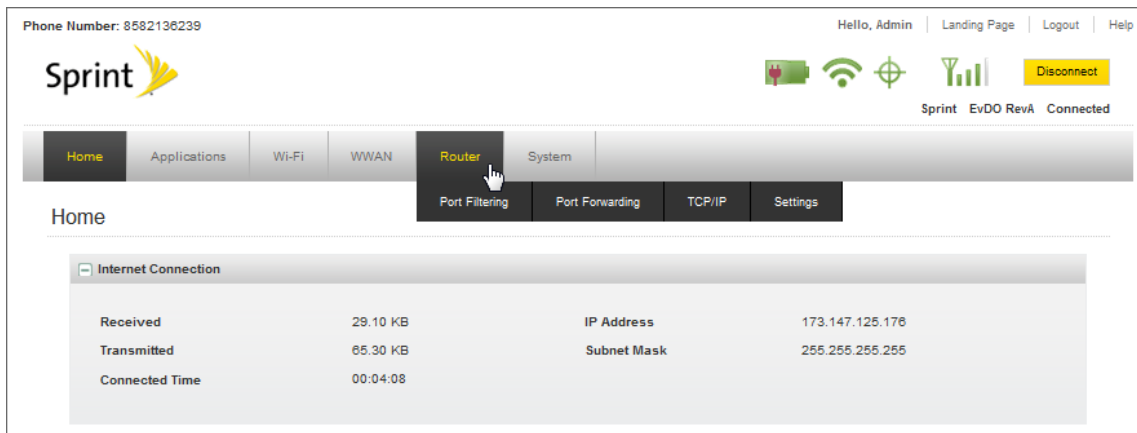 Phone Number: 8582136239 Hello, Admin Landing Page Logout Help
Sprint Disconnect
Sprint EvDO RevA Connected
Home Applications Wi-Fi WWAN Router System
Port Filtering Port Forwarding TCP/IP Settings
Home
Internet Connection
Received 29.10 KB IP Address 173.147.125.176
Transmitted 65.30 KB Subnet Mask 255.255.255.255
Connected Time 00:04:08